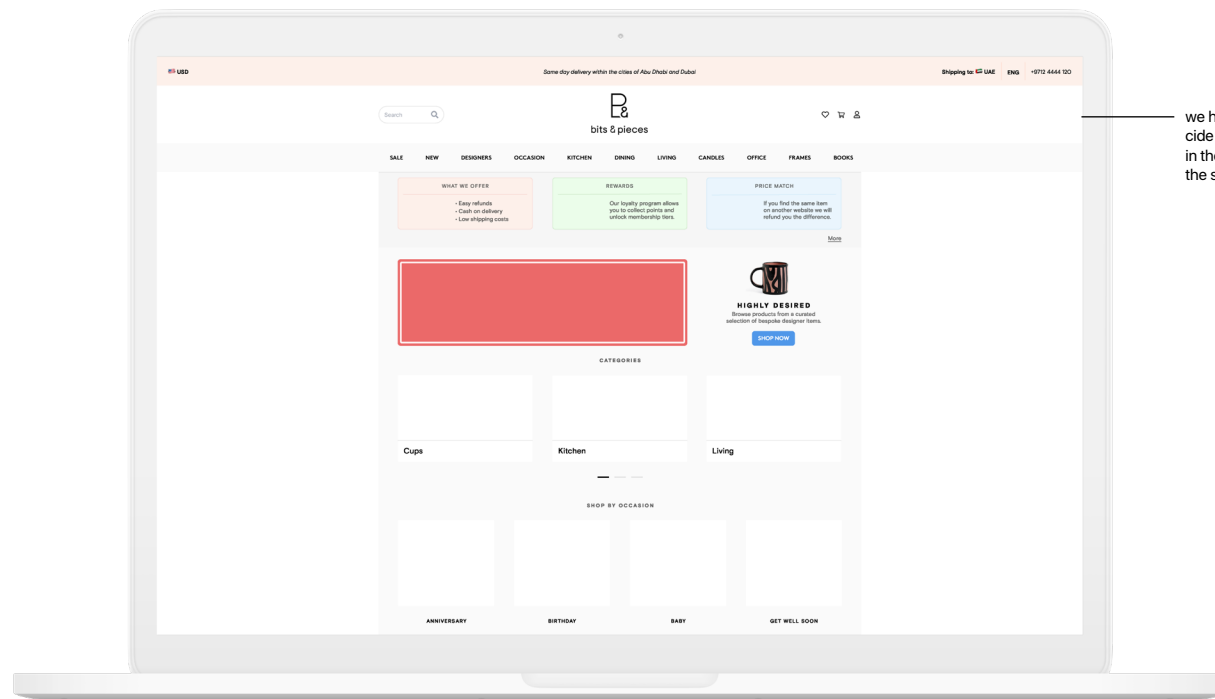 USD
Same day delivery within the cities of Abu Dhabi and Dubai
Shipping to: UAE ENG +9712 4444 120
Search
B&
bits & pieces
SALE NEW DESIGNERS OCCASION KITCHEN DINING LIVING CANDLES OFFICE FRAMES BOOKS
WHAT WE OFFER
• Easy refunds
• Cash on delivery
• Low shipping costs
REWARDS
Our loyalty program allows
you to collect points and
unlock membership tiers.
PRICE MATCH
If you find the same item
on another website we will
refund you the difference.
More
HIGHLY DESIRED
Browse products from a curated
selection of bespoke designer items.
SHOP NOW
CATEGORIES
Cups Kitchen Living
SHOP BY OCCASION
ANNIVERSARY BIRTHDAY BABY GET WELL SOON
we h
cide
in the
the s